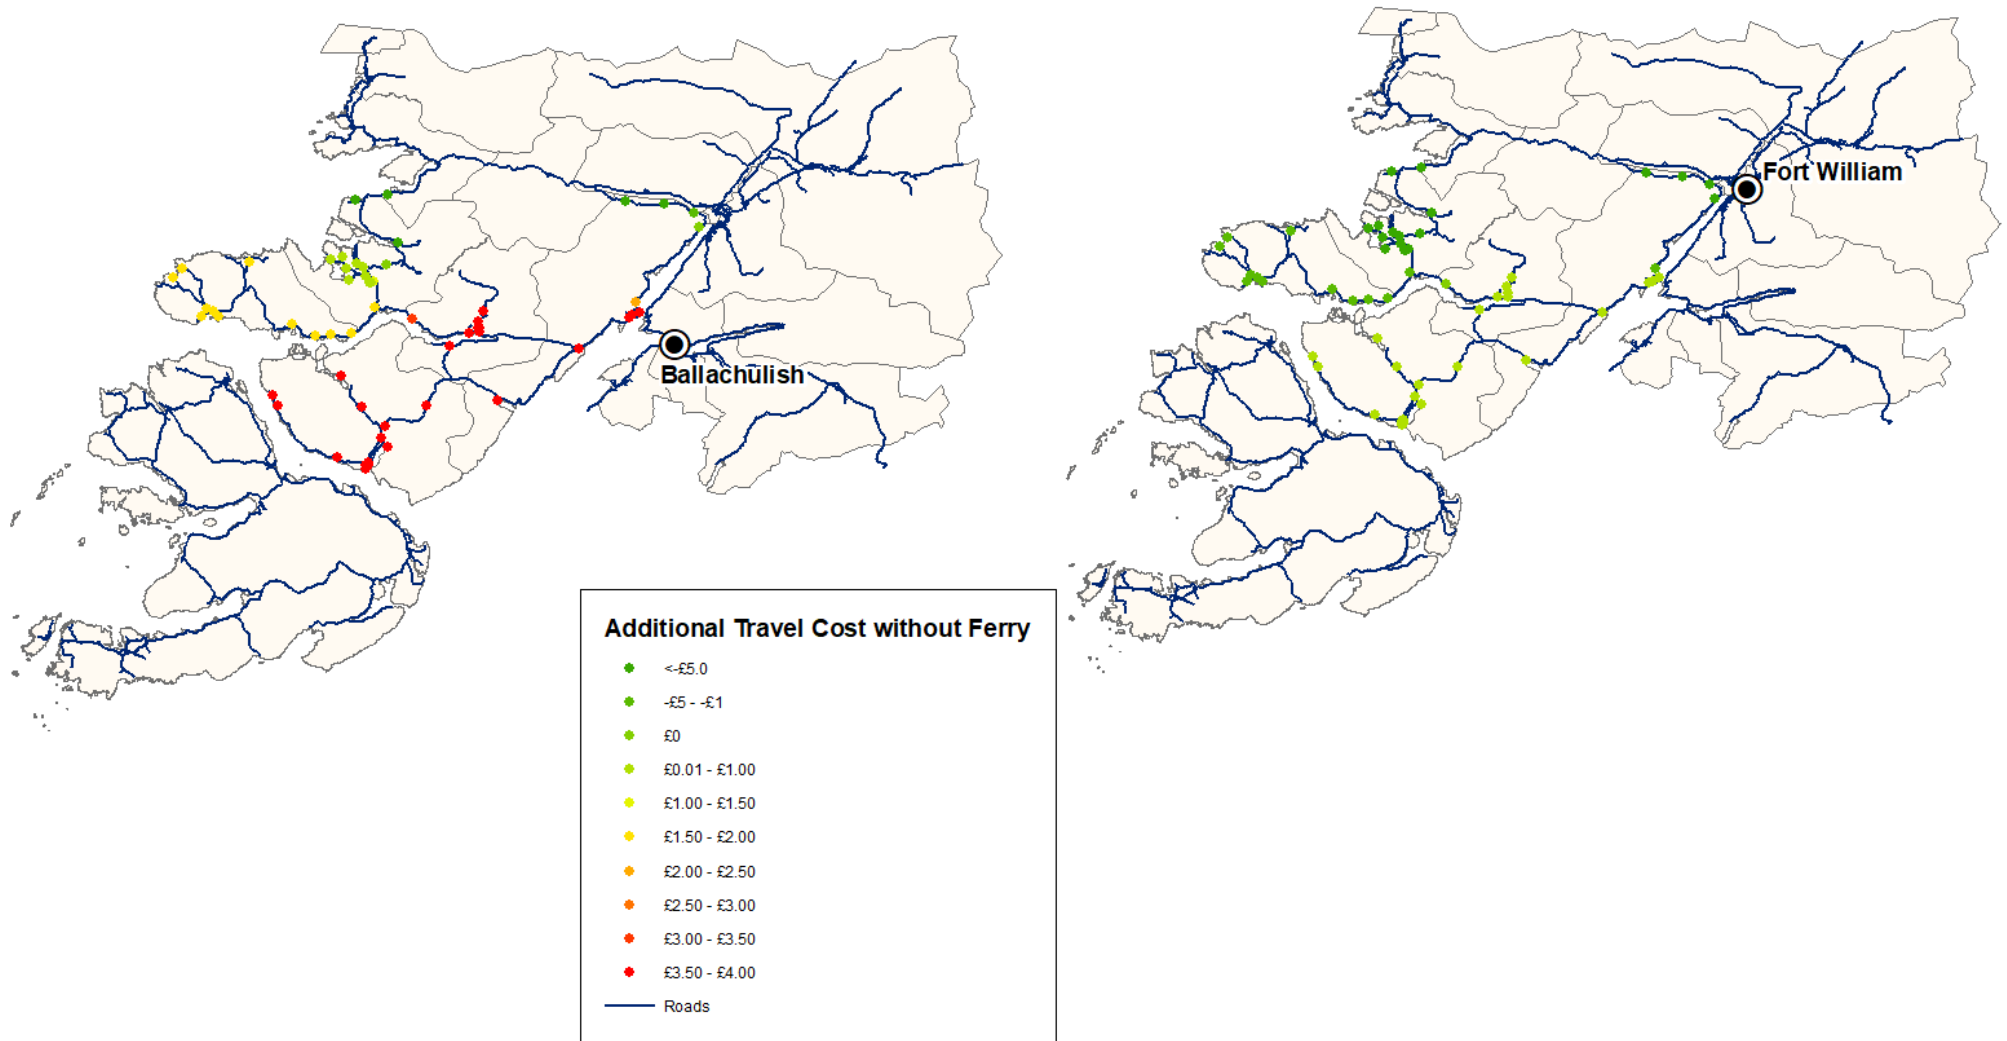 Fort William
Ballachulish
Additional Travel Cost without Ferry
<-£5.0
-£5 - -£1
£0
£0.01 - £1.00
£1.00 - £1.50
£1.50 - £2.00
£2.00 - £2.50
£2.50 - £3.00
£3.00 - £3.50
£3.50 - £4.00
Roads